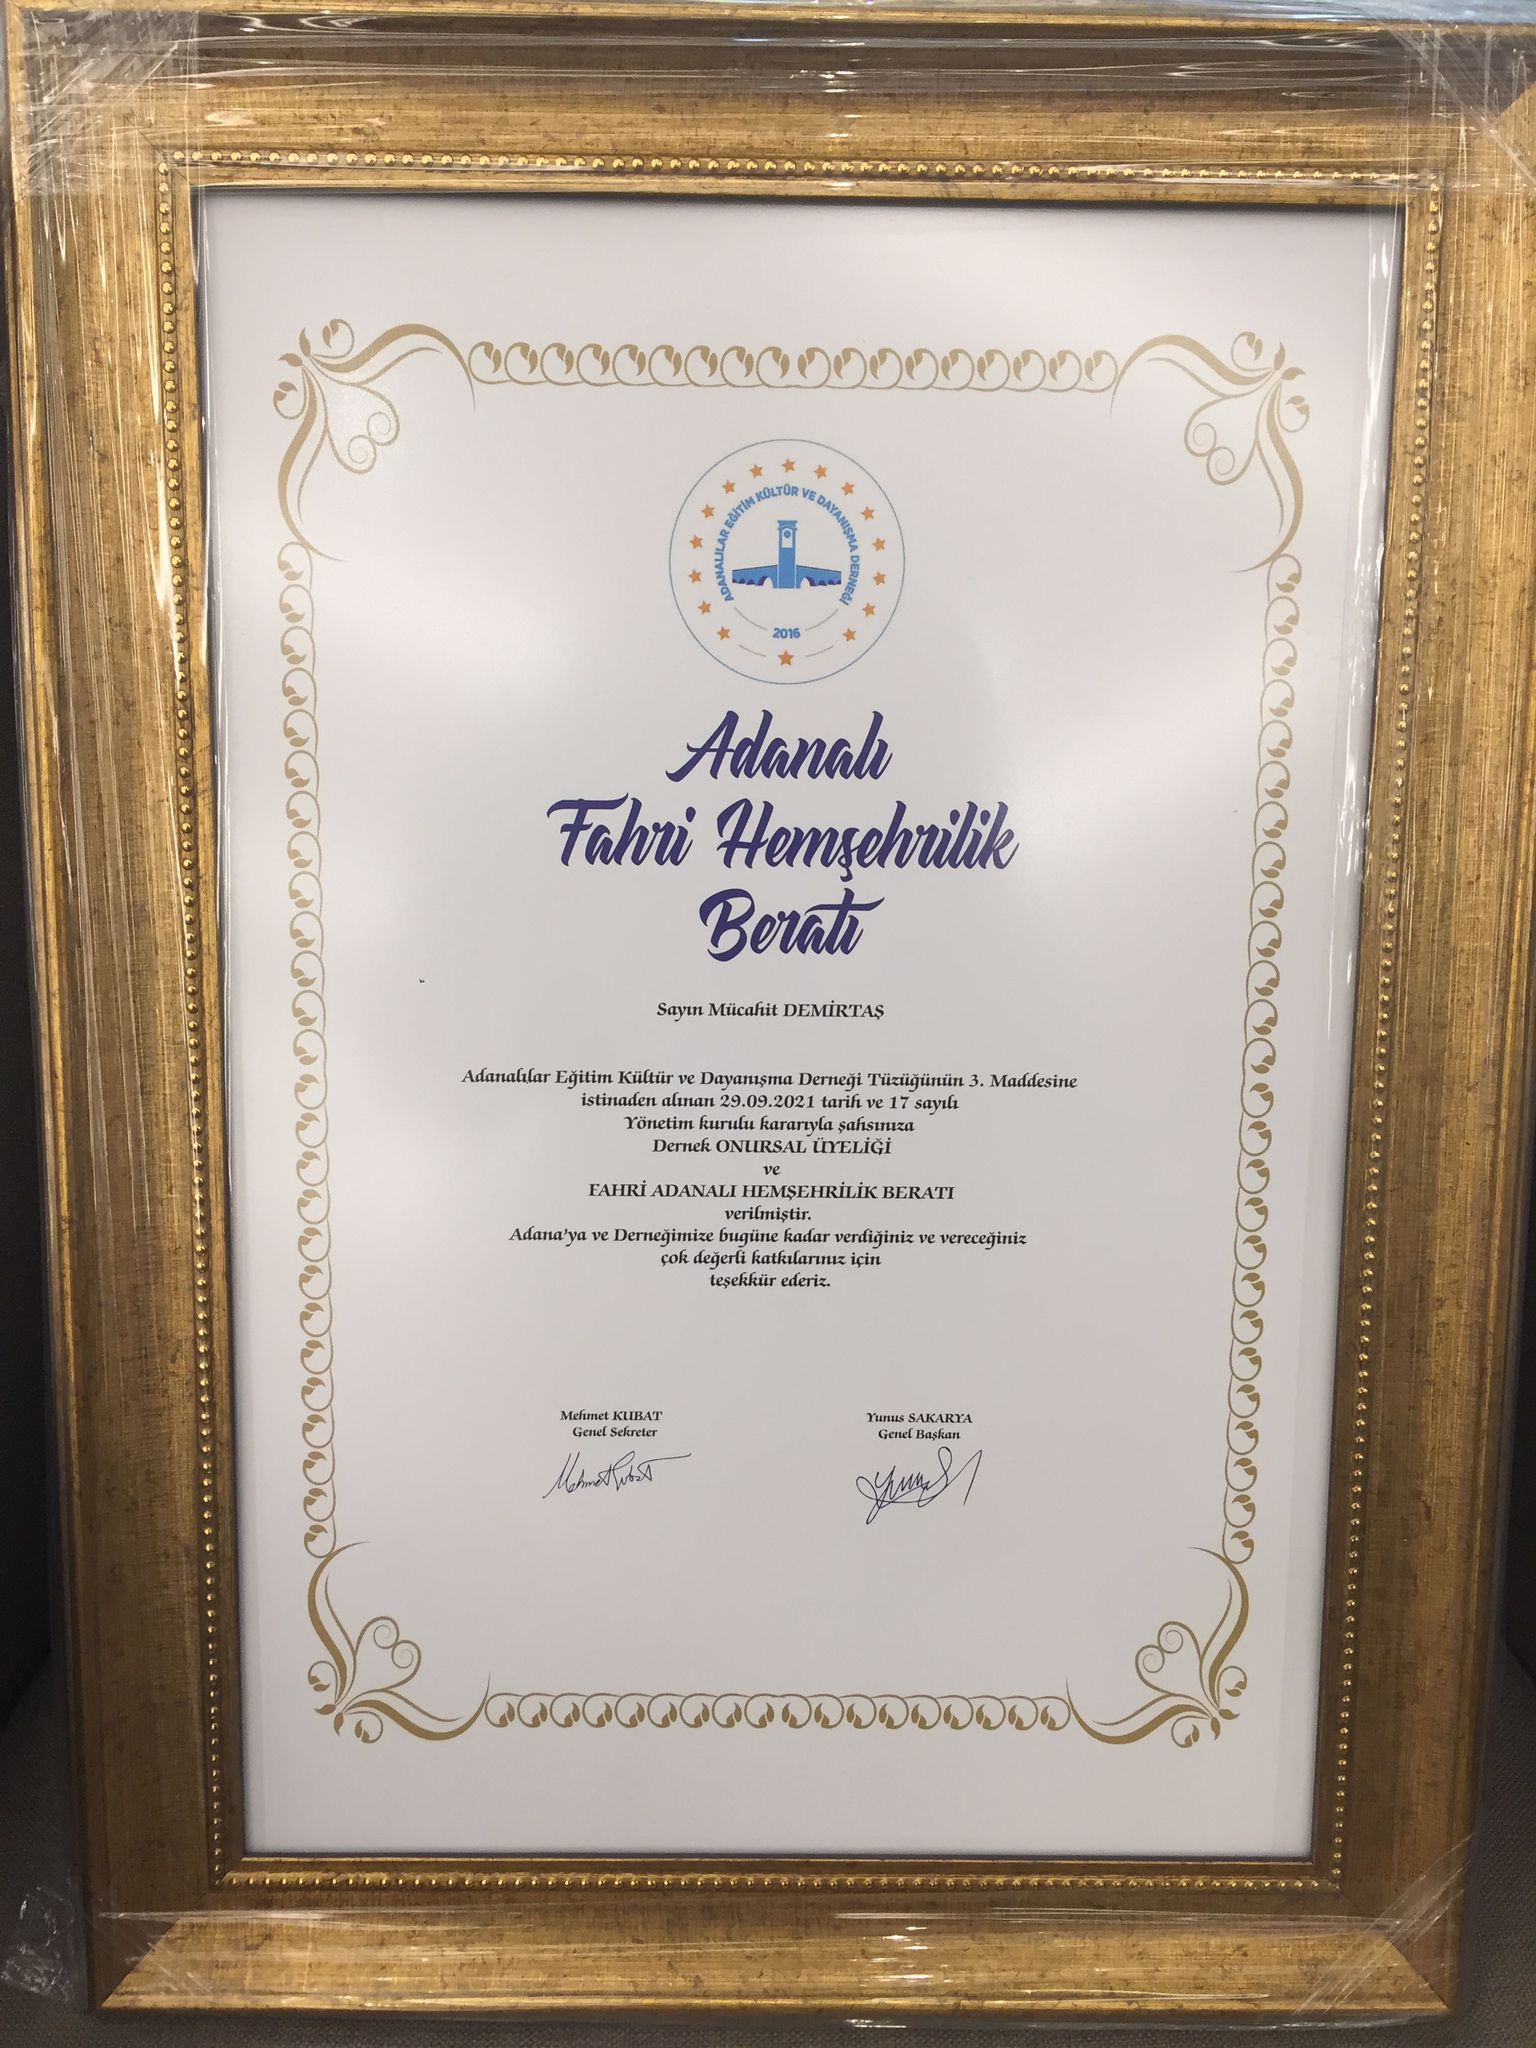 ADANALILAR EĞİTİM KÜLTÜR VE DAYANIŞMA DERNEĞİ
2016
Adanalı
Fahri Hemşehrilik
Beratı
Sayın Mücahit DEMİRTAŞ
Adanalılar Eğitim Kültür ve Dayanışma Derneği Tüzüğünün 3. Maddesine
istinaden alınan 29.09.2021 tarih ve 17 sayılı
Yönetim kurulu kararıyla şahsınıza
Dernek ONURSAL ÜYELİĞİ
ve
FAHRİ ADANALI HEMŞEHRİLİK BERATI
verilmiştir.
Adana'ya ve Derneğimize bugüne kadar verdiğiniz ve vereceğiniz
çok değerli katkılarınız için
teşekkür ederiz.
Mehmet KUBAT
Genel Sekreter
Yunus SAKARYA
Genel Başkan